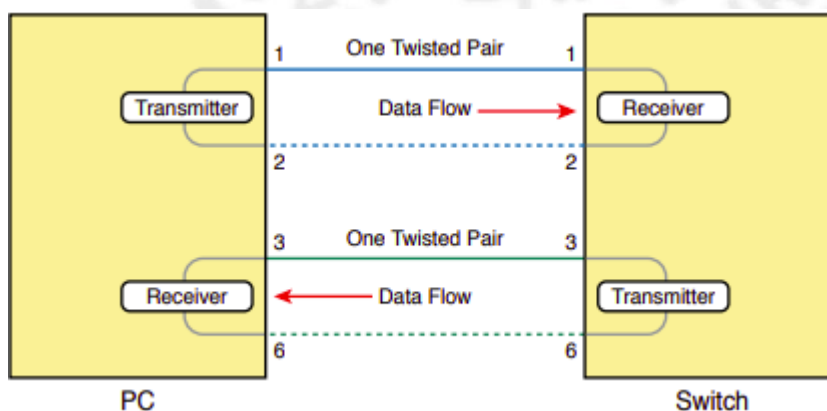 1 One Twisted Pair 1
Transmitter Data Flow Receiver
2 2
3 One Twisted Pair 3
Receiver Data Flow Transmitter
6 6
PC Switch